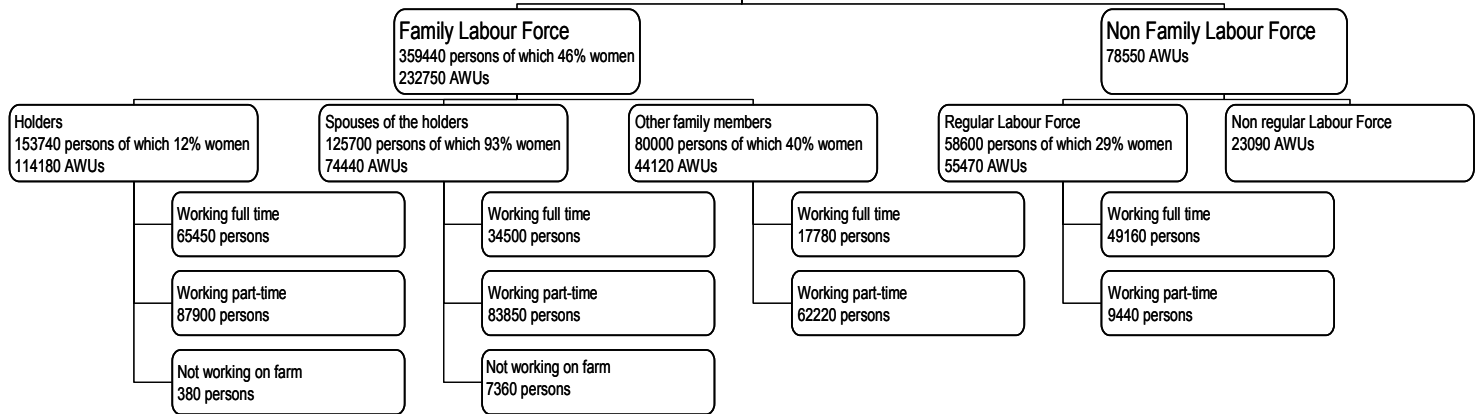 Family Labour Force
359440 persons of which 46% women
232750 AWUs
Non Family Labour Force
78550 AWUs
Holders
153740 persons of which 12% women
114180 AWUs
Spouses of the holders
125700 persons of which 93% women
74440 AWUs
Other family members
80000 persons of which 40% women
44120 AWUs
Regular Labour Force
58600 persons of which 29% women
55470 AWUs
Non regular Labour Force
23090 AWUs
Working full time
65450 persons
Working full time
34500 persons
Working full time
17780 persons
Working full time
49160 persons
Working part-time
87900 persons
Working part-time
83850 persons
Working part-time
62220 persons
Working part-time
9440 persons
Not working on farm
380 persons
Not working on farm
7360 persons